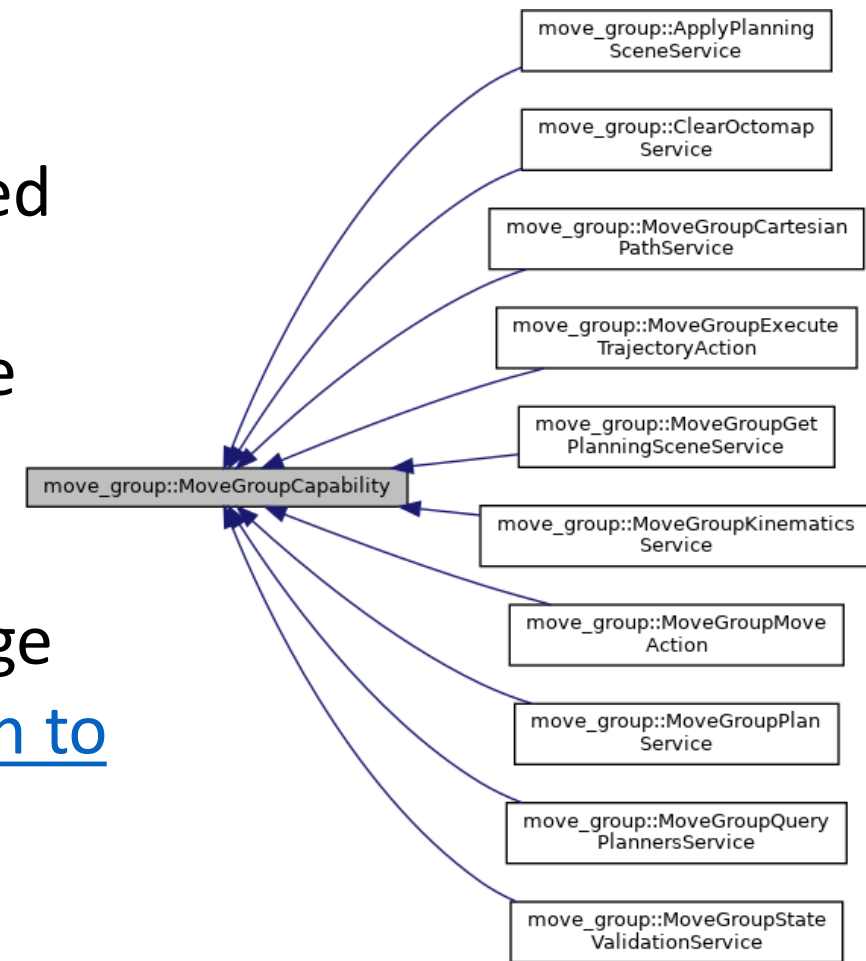 ed
e
ge
n to
move_group::MoveGroupCapability
move_group::ApplyPlanning
SceneService
move_group::ClearOctomap
Service
move_group::MoveGroupCartesian
PathService
move_group::MoveGroupExecute
TrajectoryAction
move_group::MoveGroupGet
PlanningSceneService
move_group::MoveGroupKinematics
Service
move_group::MoveGroupMove
Action
move_group::MoveGroupPlan
Service
move_group::MoveGroupQuery
PlannersService
move_group::MoveGroupState
ValidationService